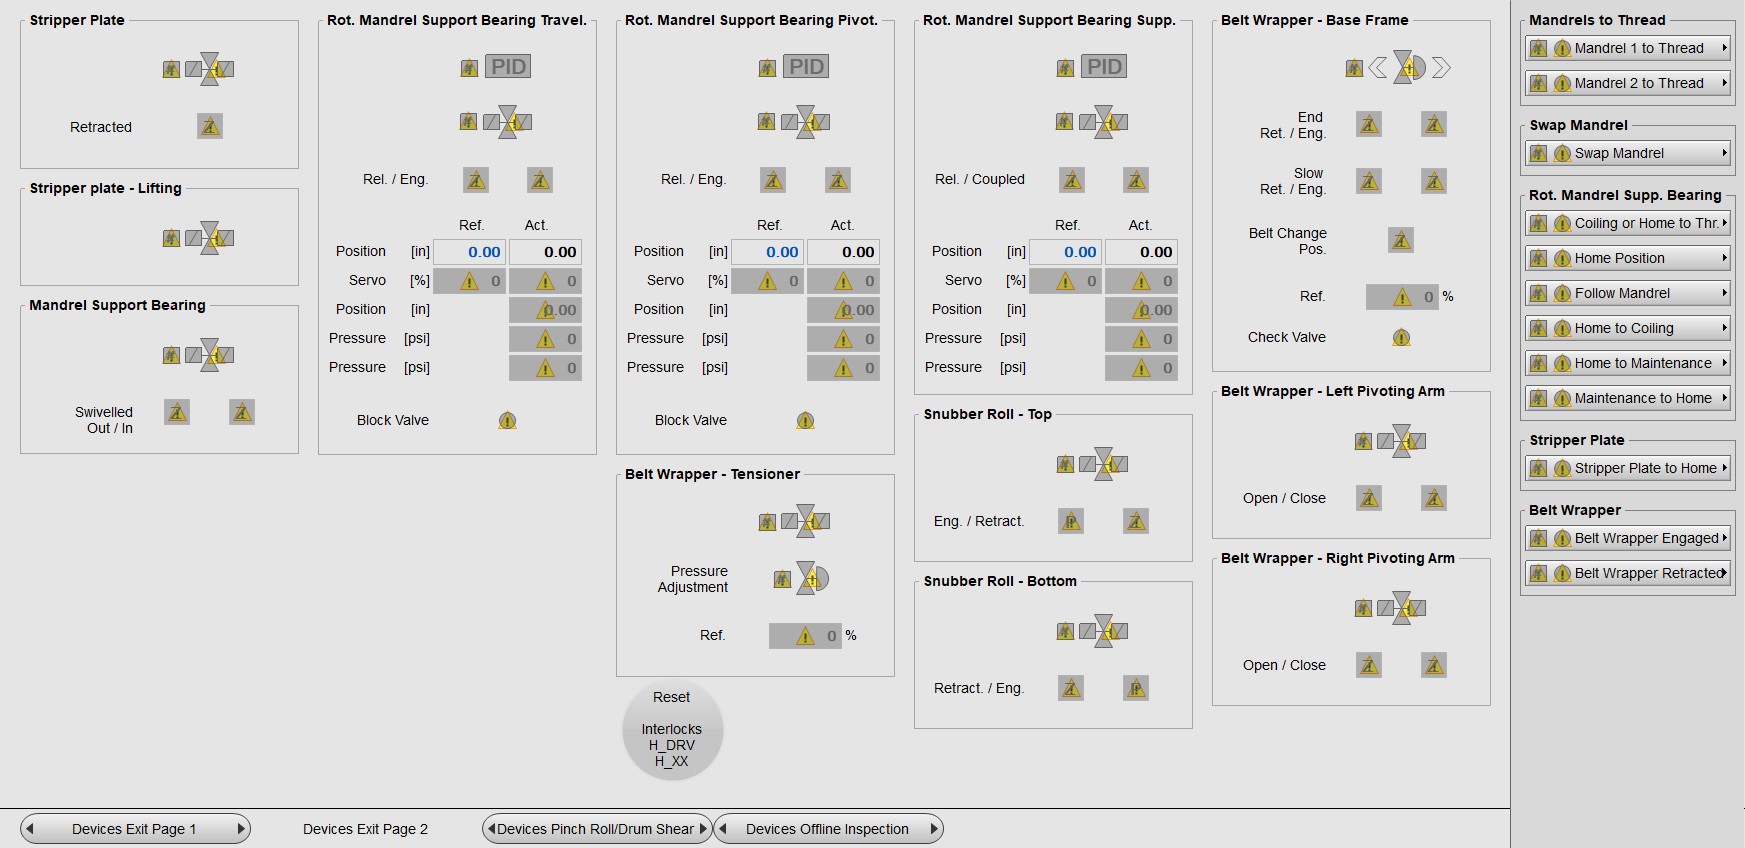 Stripper Plate
Retracted
Stripper plate - Lifting
Mandrel Support Bearing
Swivelled
Out / In
Rot. Mandrel Support Bearing Travel.
PID
Rel. / Eng.
Ref. Act.
Position [in] 0.00 0.00
Servo [%] 0 0
Position [in] 0.00
Pressure [psi] 0
Pressure [psi] 0
Block Valve
Rot. Mandrel Support Bearing Pivot.
PID
Rel. / Eng.
Ref. Act.
Position [in] 0.00 0.00
Servo [%] 0 0
Position [in] 0.00
Pressure [psi] 0
Pressure [psi] 0
Block Valve
Belt Wrapper - Tensioner
Pressure
Adjustment
Ref. 0 %
Reset
Interlocks
H_DRV
H_XX
Rot. Mandrel Support Bearing Supp.
PID
Rel. / Coupled
Ref. Act.
Position [in] 0.00 0.00
Servo [%] 0 0
Position [in] 0.00
Pressure [psi] 0
Pressure [psi] 0
Snubber Roll - Top
Eng. / Retract.
Snubber Roll - Bottom
Retract. / Eng.
Belt Wrapper - Base Frame
End
Ret. / Eng.
Slow
Ret. / Eng.
Belt Change
Pos.
Ref. 0 %
Check Valve
Belt Wrapper - Left Pivoting Arm
Open / Close
Belt Wrapper - Right Pivoting Arm
Open / Close
Mandrels to Thread
Mandrel 1 to Thread
Mandrel 2 to Thread
Swap Mandrel
Swap Mandrel
Rot. Mandrel Supp. Bearing
Coiling or Home to Thr.
Home Position
Follow Mandrel
Home to Coiling
Home to Maintenance
Maintenance to Home
Stripper Plate
Stripper Plate to Home
Belt Wrapper
Belt Wrapper Engaged
Belt Wrapper Retracted
Devices Exit Page 1
Devices Exit Page 2
Devices Pinch Roll/Drum Shear
Devices Offline Inspection